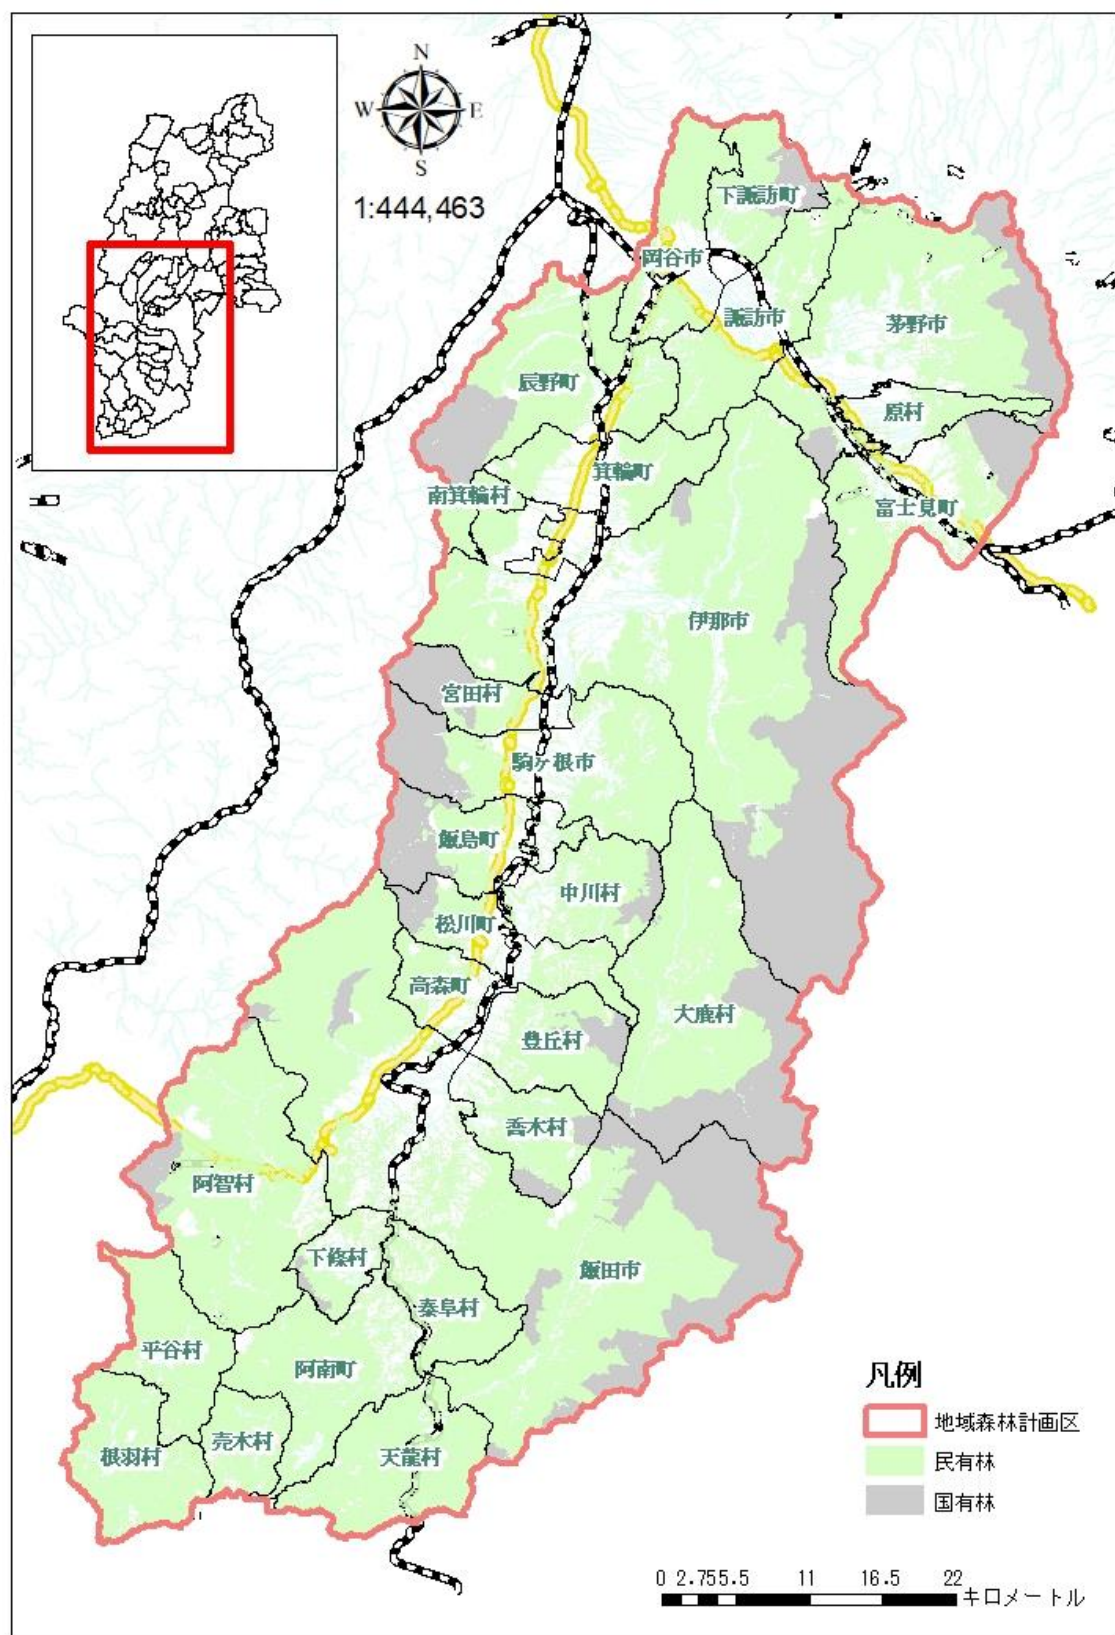 N
W E
S
1:444,463
下諏訪町
岡谷市
諏訪市
茅野市
辰野町
原村
箕輪町
南箕輪村
富士見町
伊那市
宮田村
駒ヶ根市
飯島町
中川村
松川町
高森町
大鹿村
豊丘村
喬木村
阿智村
下條村
飯田市
泰阜村
平谷村
阿南町
売木村
根羽村
天龍村
凡例
地域森林計画区
民有林
国有林
0 2.75 5.5 11 16.5 22
キロメートル